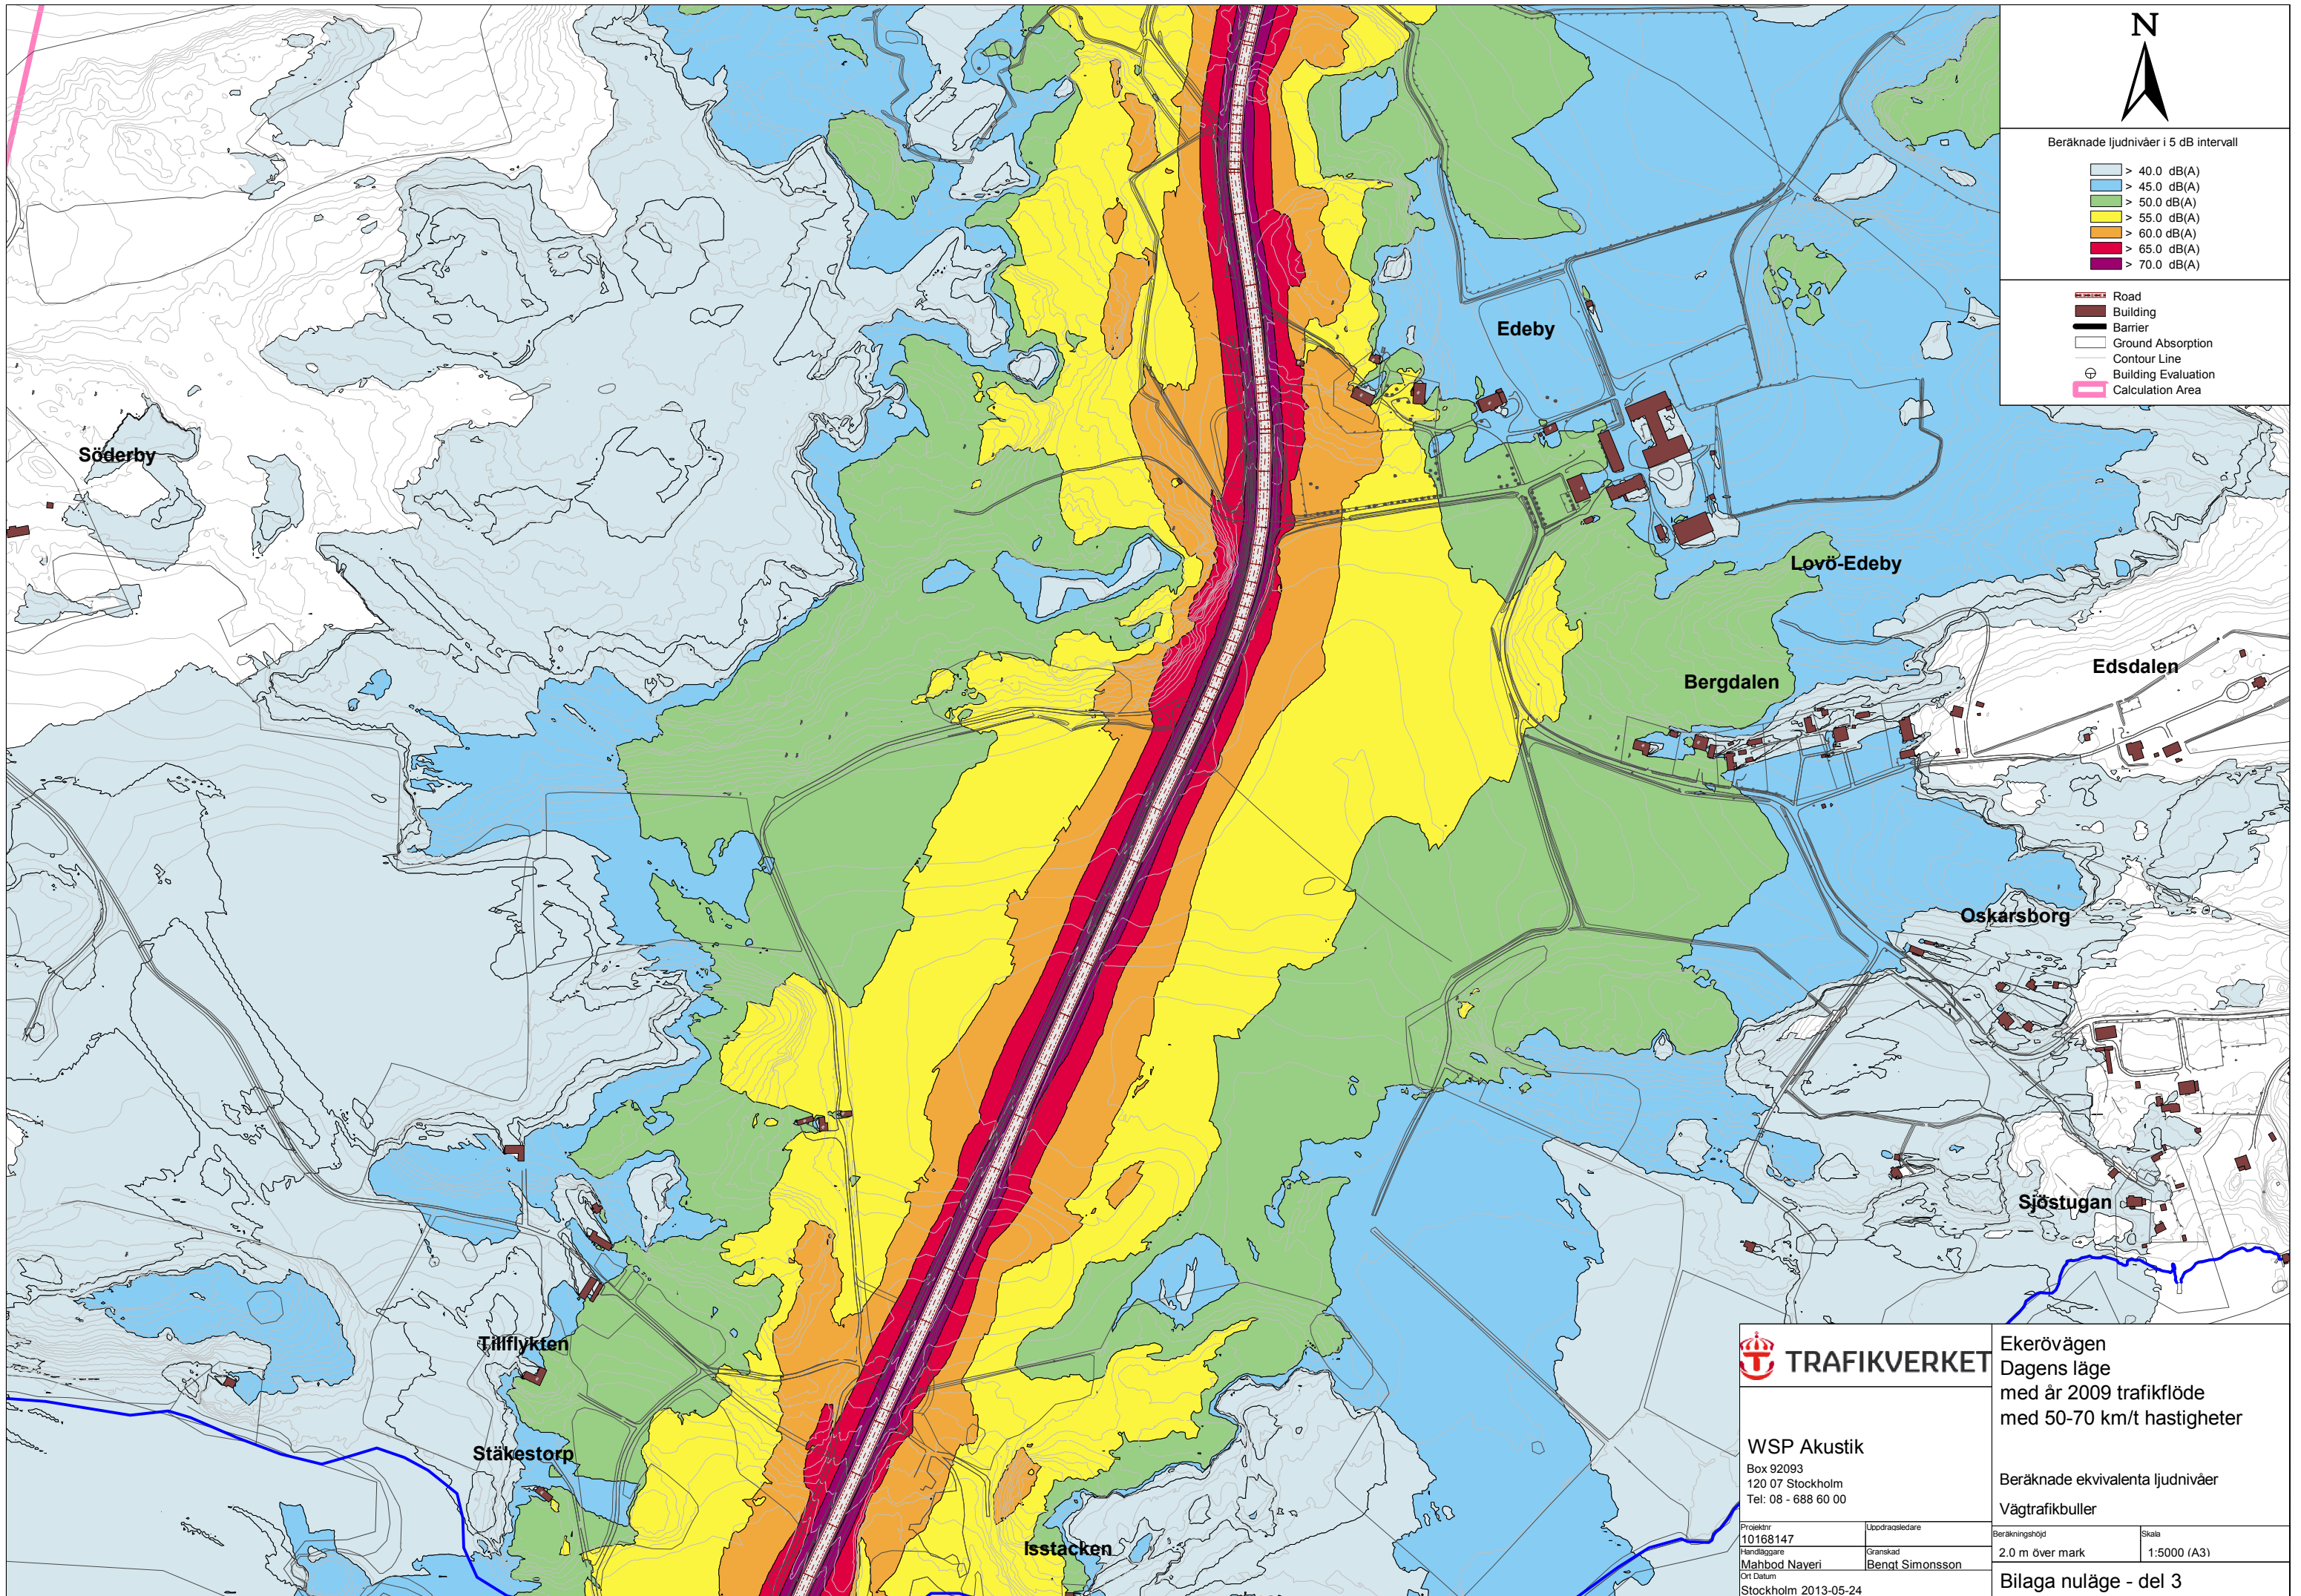 N
Beräknade ljudnivåer i 5 dB intervall
> 40.0 dB(A)
> 45.0 dB(A)
> 50.0 dB(A)
> 55.0 dB(A)
> 60.0 dB(A)
> 65.0 dB(A)
> 70.0 dB(A)
Road
Building
Barrier
Ground Absorption
Contour Line
Building Evaluation
Calculation Area
Edeby
Söderby
Lovö-Edeby
Edsdalen
Bergdalen
Oskarsborg
Sjöstugan
Tillflykten
Stäkestorp
Isstacken
TRAFIKVERKET
WSP Akustik
Box 92093
120 07 Stockholm
Tel: 08 - 688 60 00
Projektnr
10168147
Uppdragsledare
Handläggare
Mahbod Nayeri
Granskad
Bengt Simonsson
Ort Datum
Stockholm 2013-05-24
Ekerövägen
Dagens läge
med år 2009 trafikflöde
med 50-70 km/t hastigheter
Beräknade ekvivalenta ljudnivåer
Vägtrafikbuller
Beräkningshöjd
2.0 m över mark
Skala
1:5000 (A3)
Bilaga nuläge - del 3